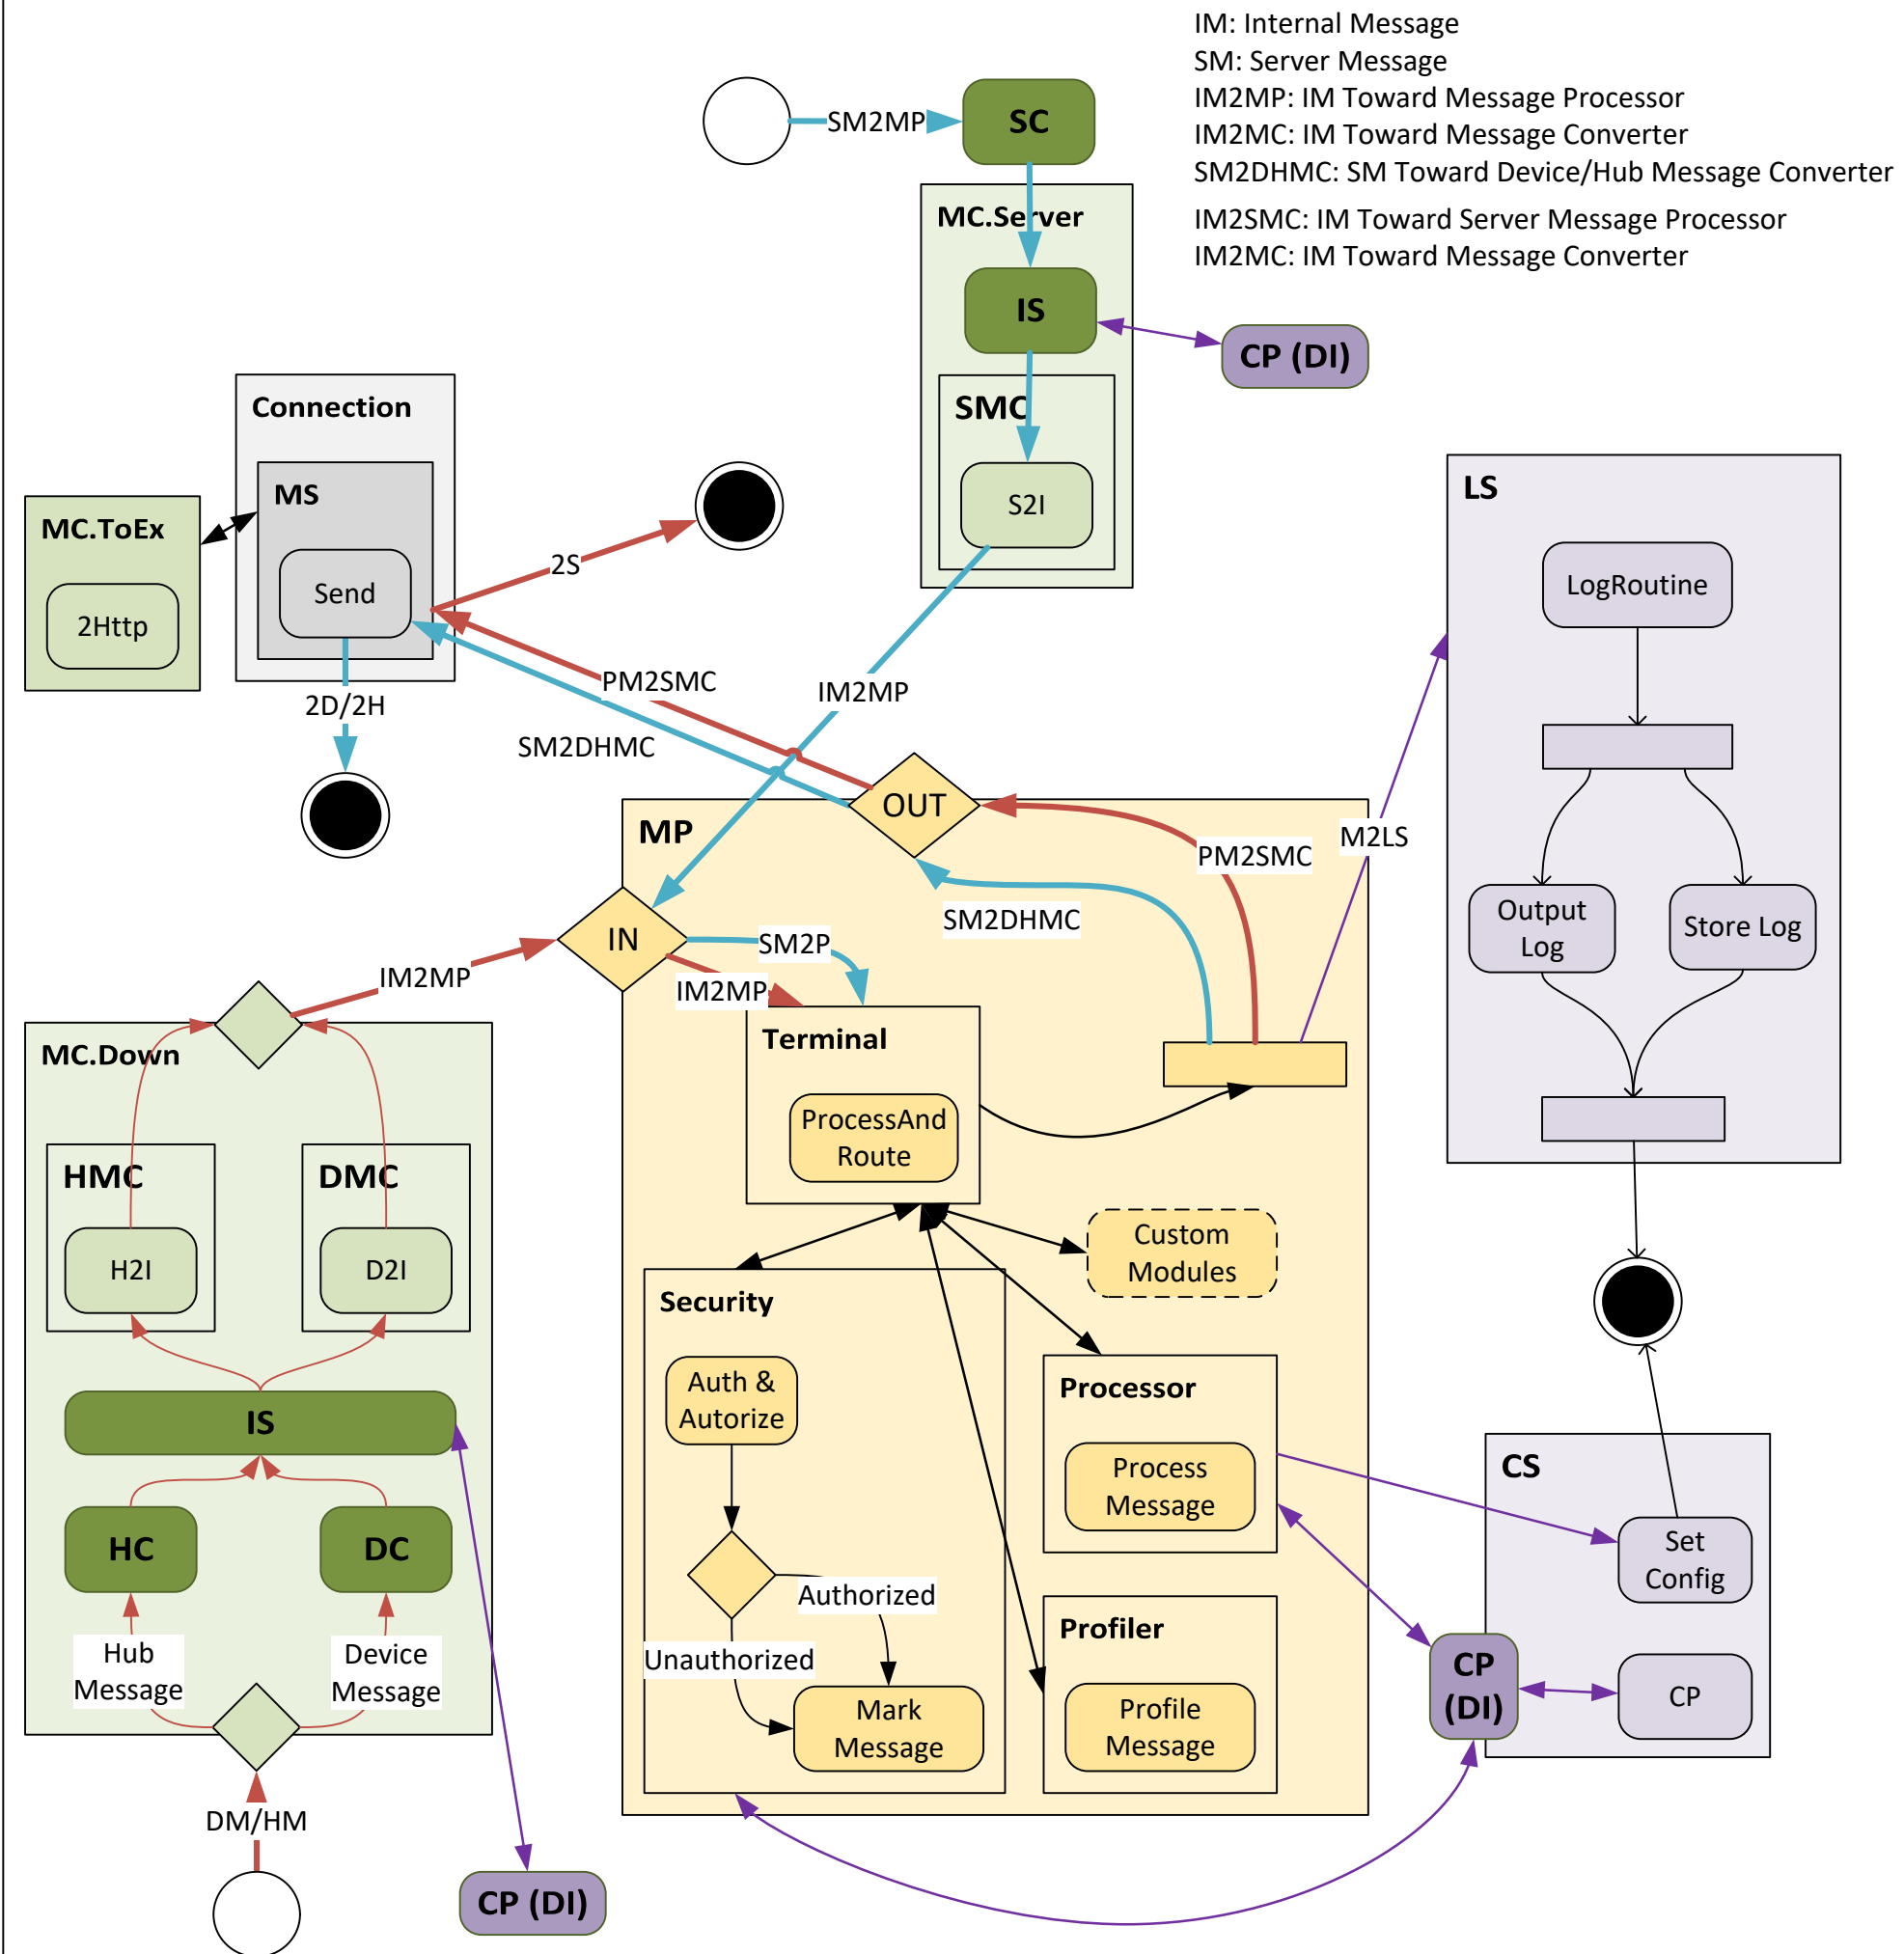 IM: Internal Message
SM: Server Message
IM2MP: IM Toward Message Processor
IM2MC: IM Toward Message Converter
SM2DHMC: SM Toward Device/Hub Message Converter
IM2SMC: IM Toward Server Message Processor
IM2MC: IM Toward Message Converter
SM2MP
SC
MC.Server
IS
CP (DI)
SMC
S2I
Connection
MS
Send
MC.ToEx
2Http
2S
2D/2H
PM2SMC
SM2DHMC
IM2MP
LS
LogRoutine
Output
Log
Store Log
M2LS
OUT
MP
PM2SMC
SM2DHMC
IN
SM2P
IM2MP
IM2MP
Terminal
ProcessAnd
Route
MC.Down
HMC
H2I
DMC
D2I
IS
HC
DC
Hub
Message
Device
Message
DM/HM
CP (DI)
Custom
Modules
Security
Auth &
Autorize
Authorized
Unauthorized
Mark
Message
Processor
Process
Message
Profiler
Profile
Message
CS
Set
Config
CP
(DI)
CP